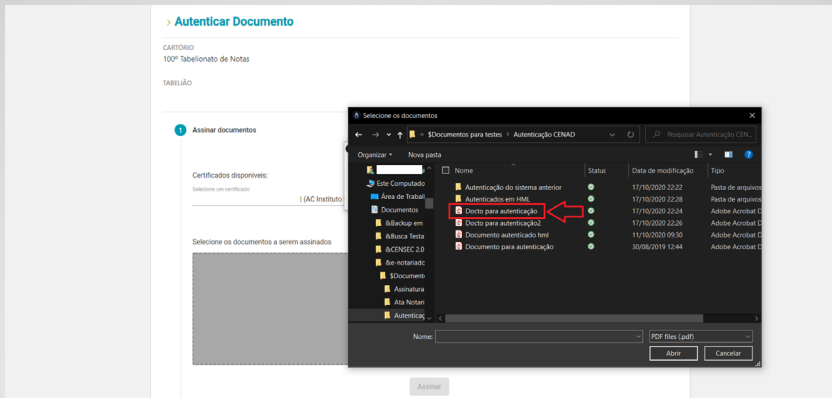 > Autenticar Documento
CARTÓRIO
100º Tabelionato de Notas
TABELIÃO
1 Assinar documentos
Certificados disponíveis:
Selecione um certificado
| (AC Instituto
Selecione os documentos a serem assinados
Assinar
Selecione os documentos
« $Documentos para testes > Autenticação CENAD
Pesquisar Autenticação CEN...
Organizar Nova pasta
Este Computado
Área de Trabal
Documentos
&Backup em
&Busca Testa
&CENSEC 2.0
&e-notariado
$Document
Assinatura
Ata Notari
Autenticaç
Nome Status Data de modificação Tipo
Autenticação do sistema anterior 17/10/2020 22:22 Pasta de arquivos
Autenticados em HML 17/10/2020 22:28 Pasta de arquivos
Docto para autenticação 17/10/2020 22:24 Adobe Acrobat D
Docto para autenticação2 17/10/2020 22:26 Adobe Acrobat D
Documento autenticado hml 11/10/2020 09:30 Adobe Acrobat D
Documento para autenticação 30/08/2019 12:44 Adobe Acrobat D
Nome: PDF files (.pdf)
Abrir Cancelar